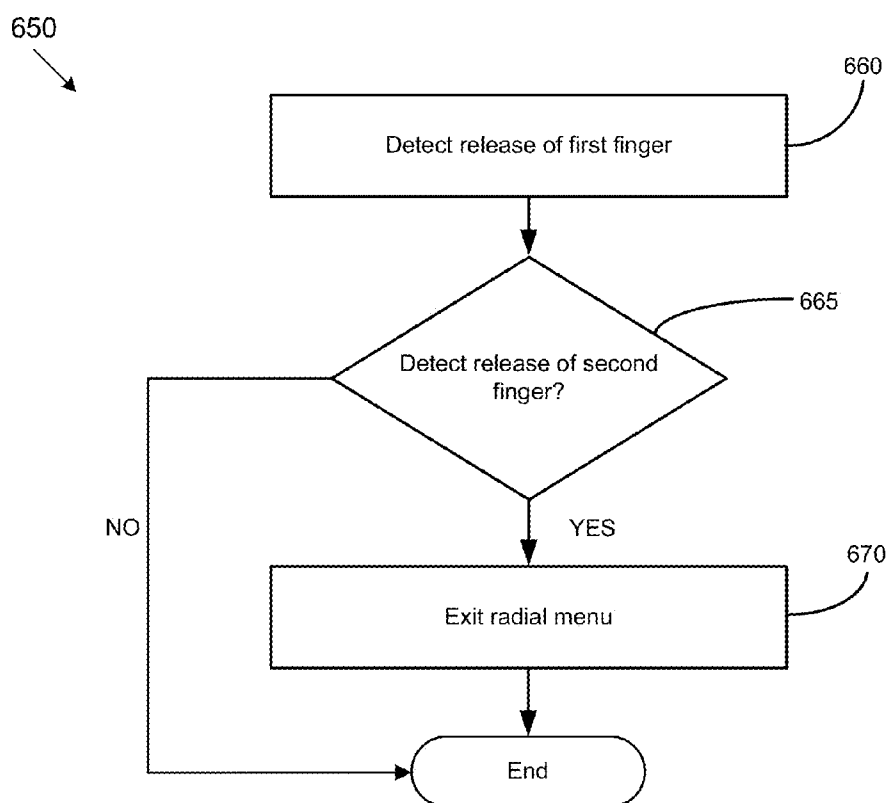 650
660
Detect release of first finger
665
Detect release of second
finger?
NO
YES
670
Exit radial menu
End